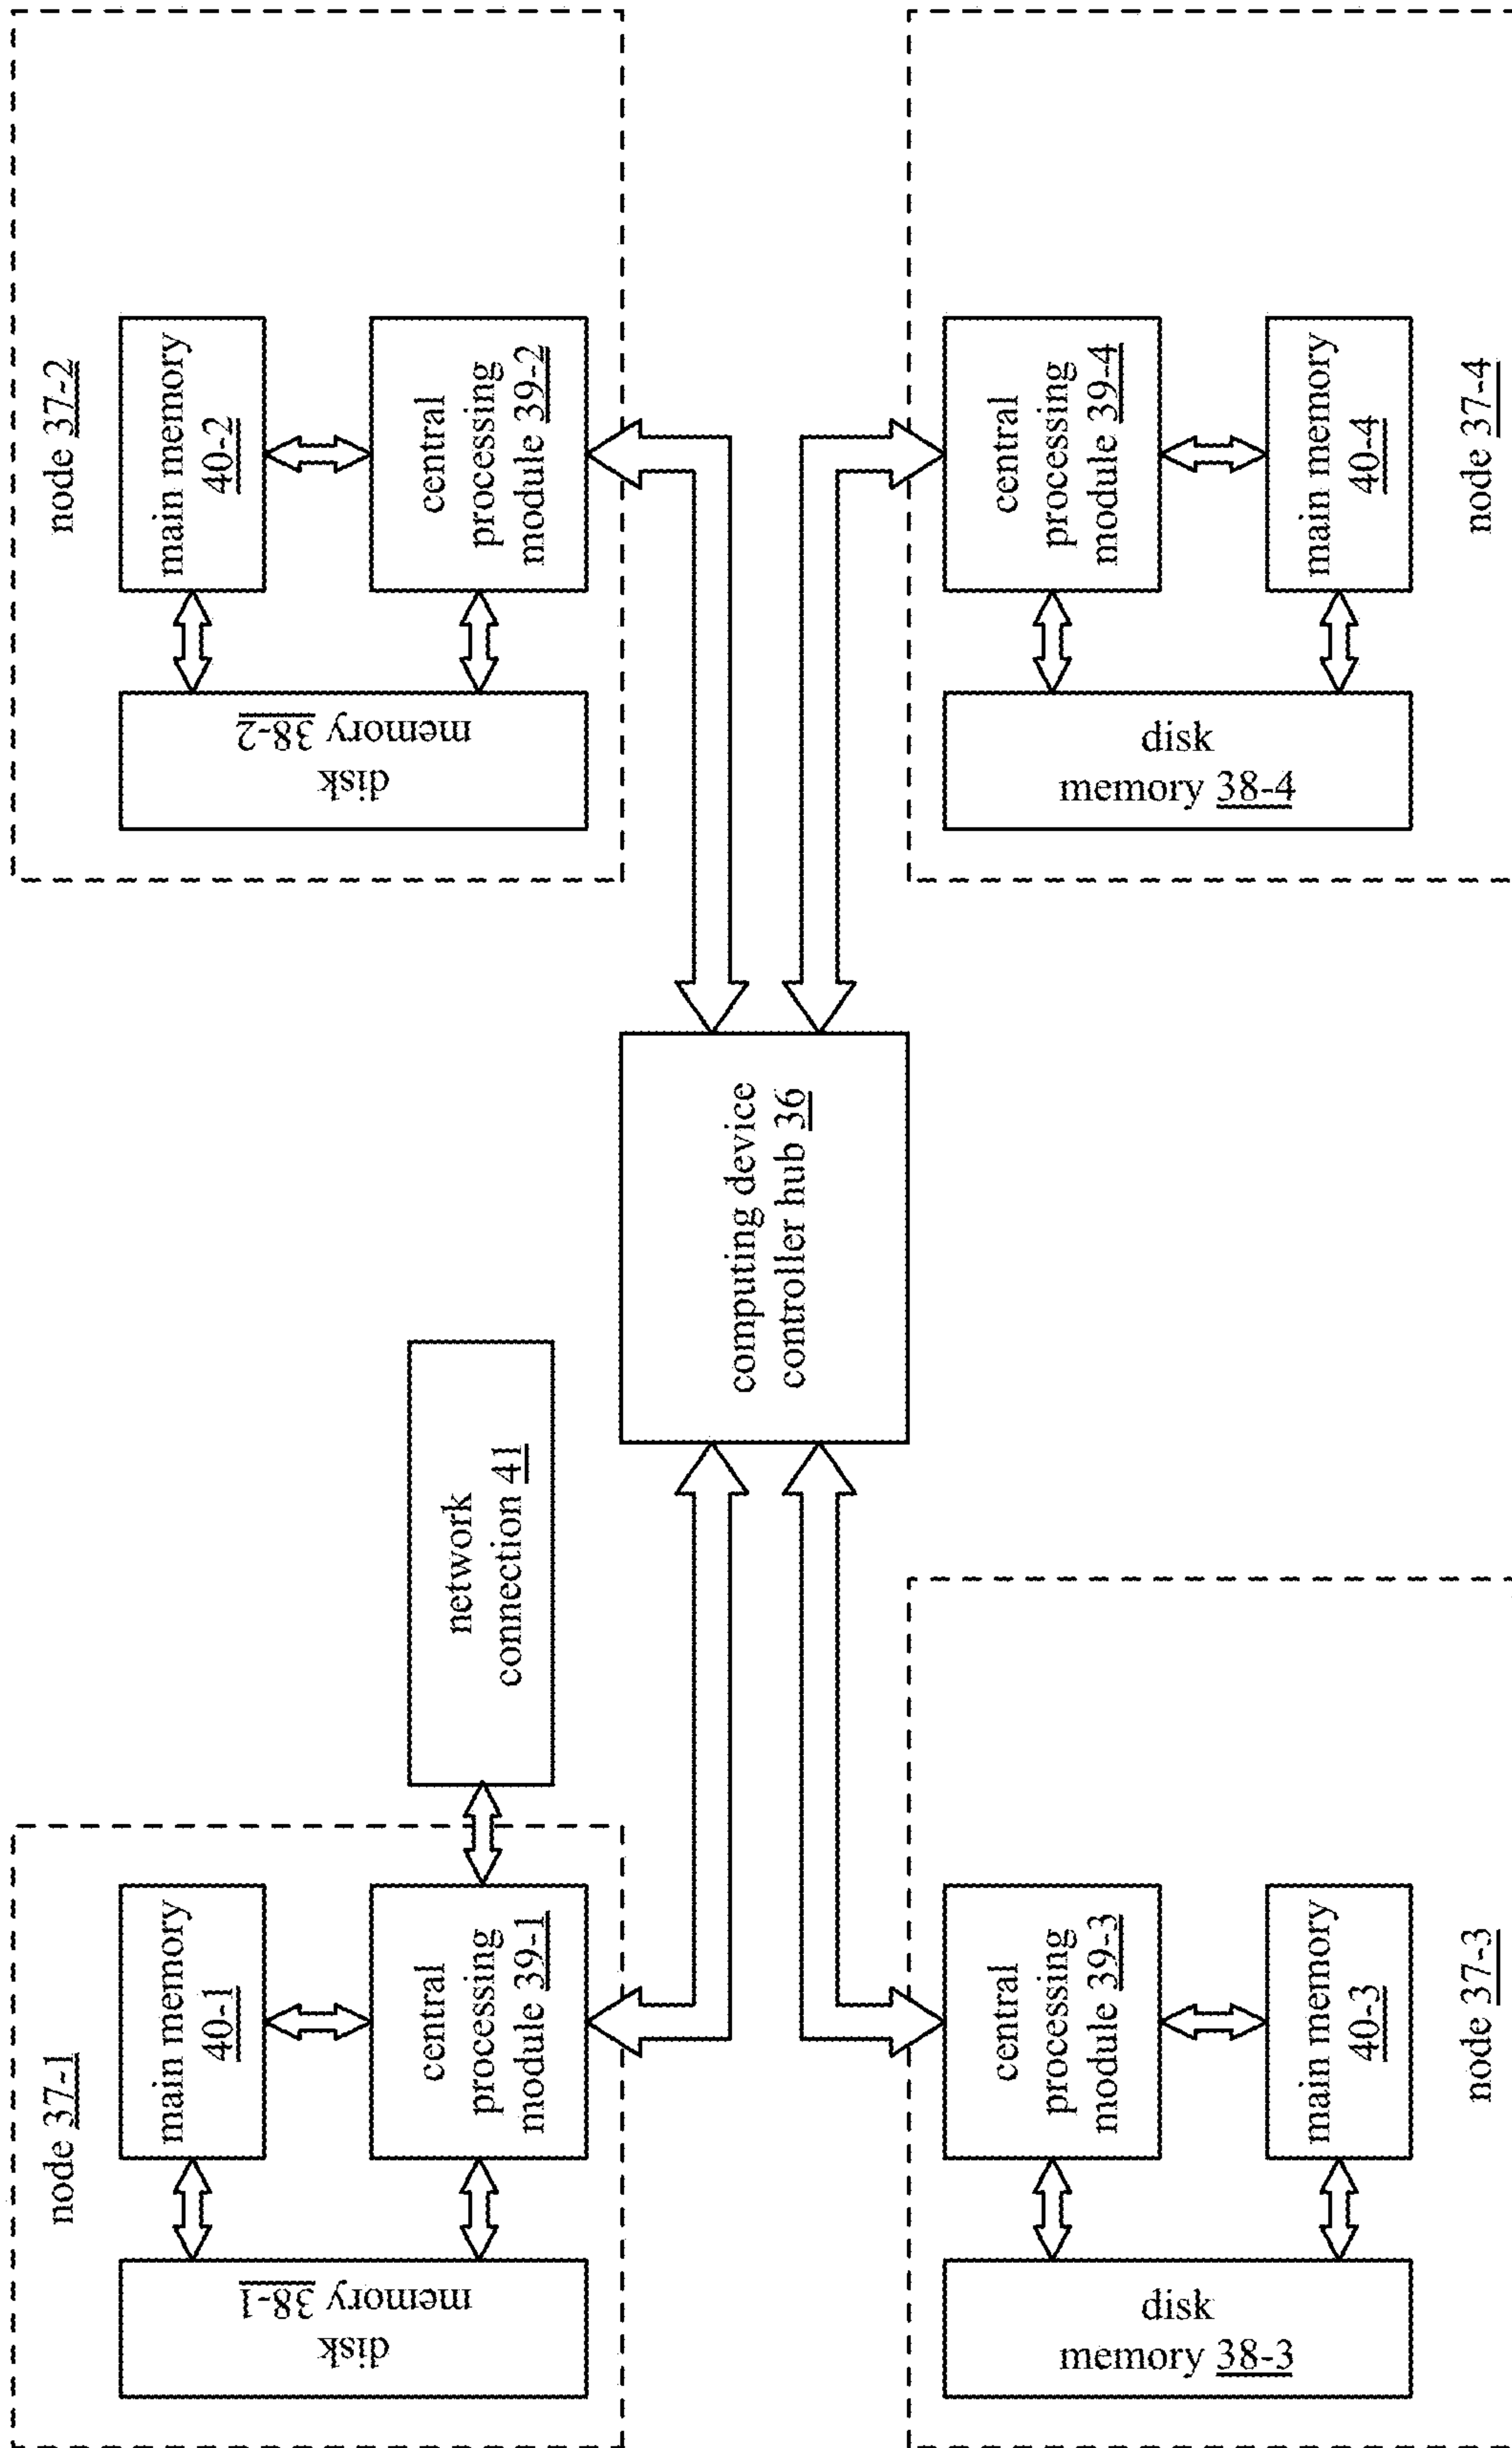 node 37-1
main memory
40-1
central
processing
module 39-1
disk
memory 38-1
network
connection 41
node 37-2
main memory
40-2
central
processing
module 39-2
disk
memory 38-2
computing device
controller hub 36
central
processing
module 39-3
main memory
40-3
disk
memory 38-3
node 37-3
central
processing
module 39-4
main memory
40-4
disk
memory 38-4
node 37-4